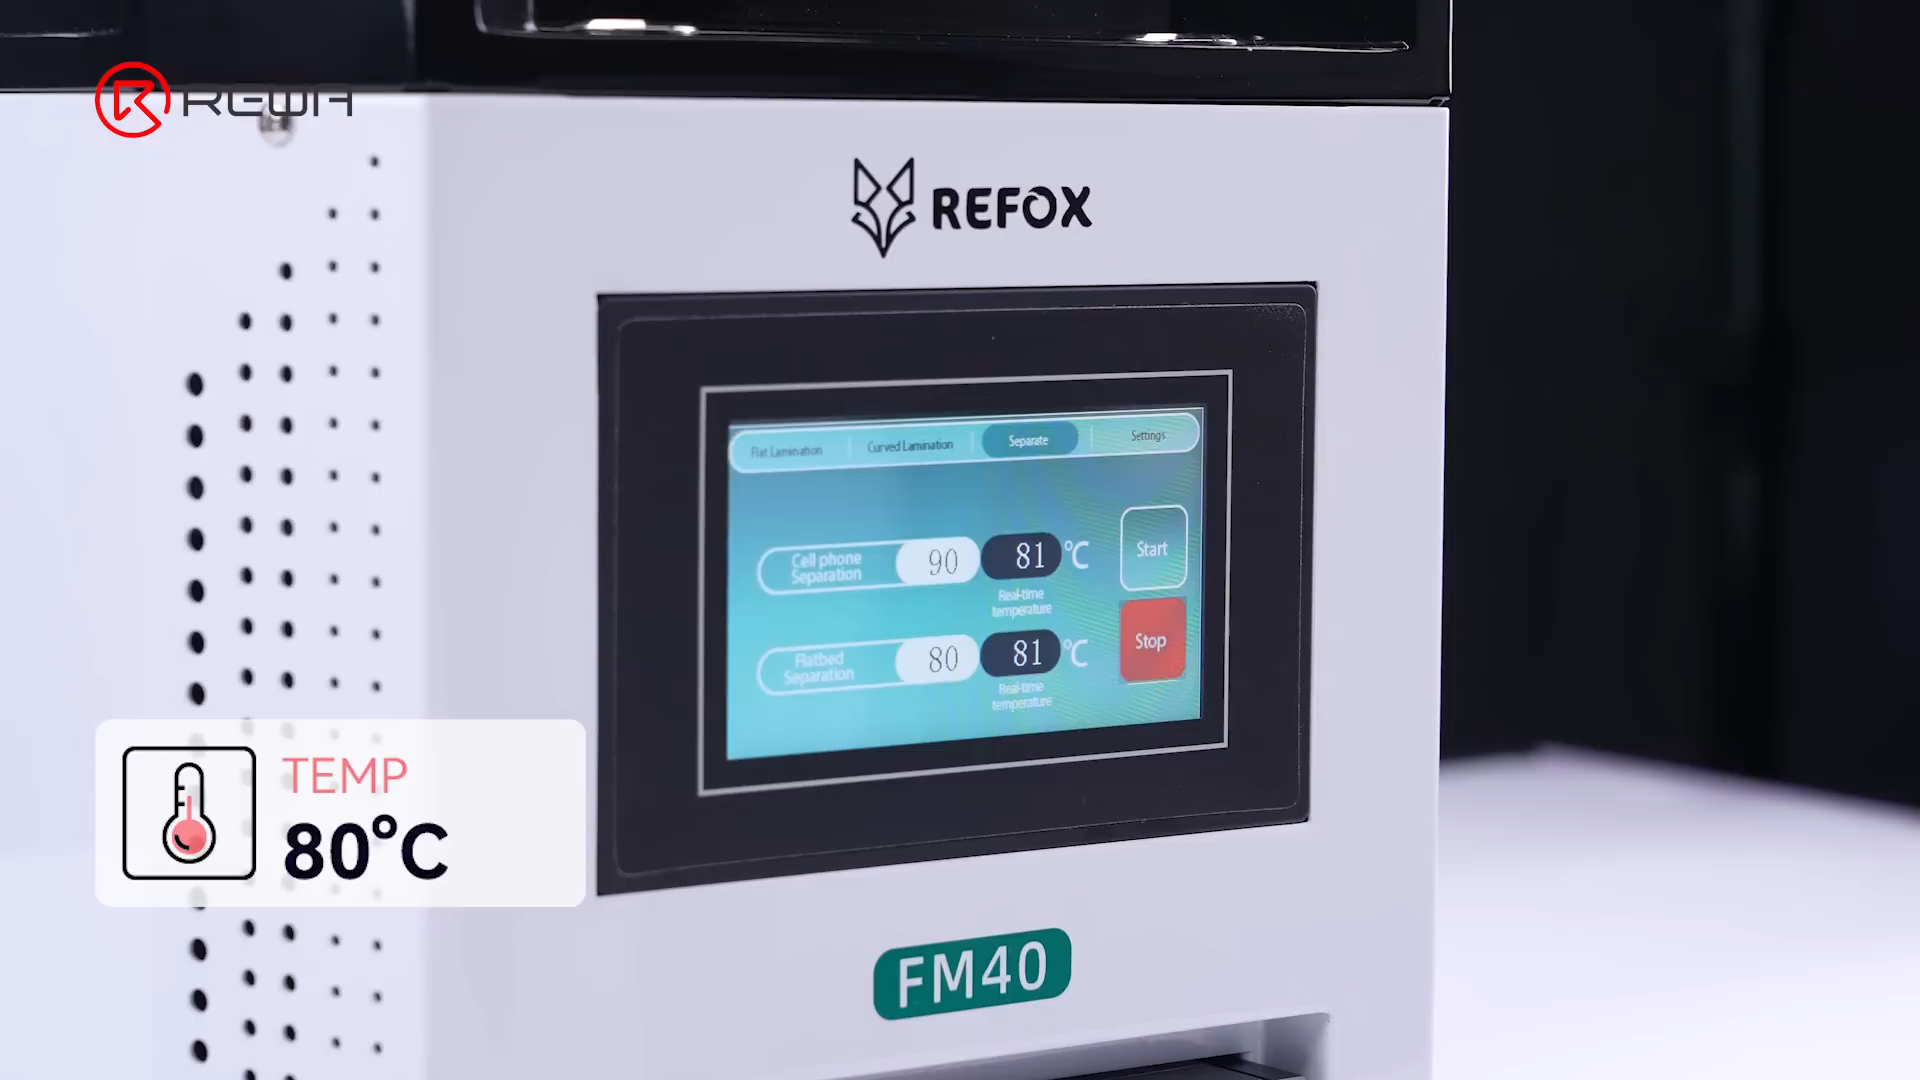 REWA
REFOX
Flat Lamination
Curved Lamination
Separate
Settings
Cell phone
Separation
90
81
°C
Real-time
temperature
Start
Flatbed
Separation
80
81
°C
Real-time
temperature
Stop
TEMP
80°C
FM40